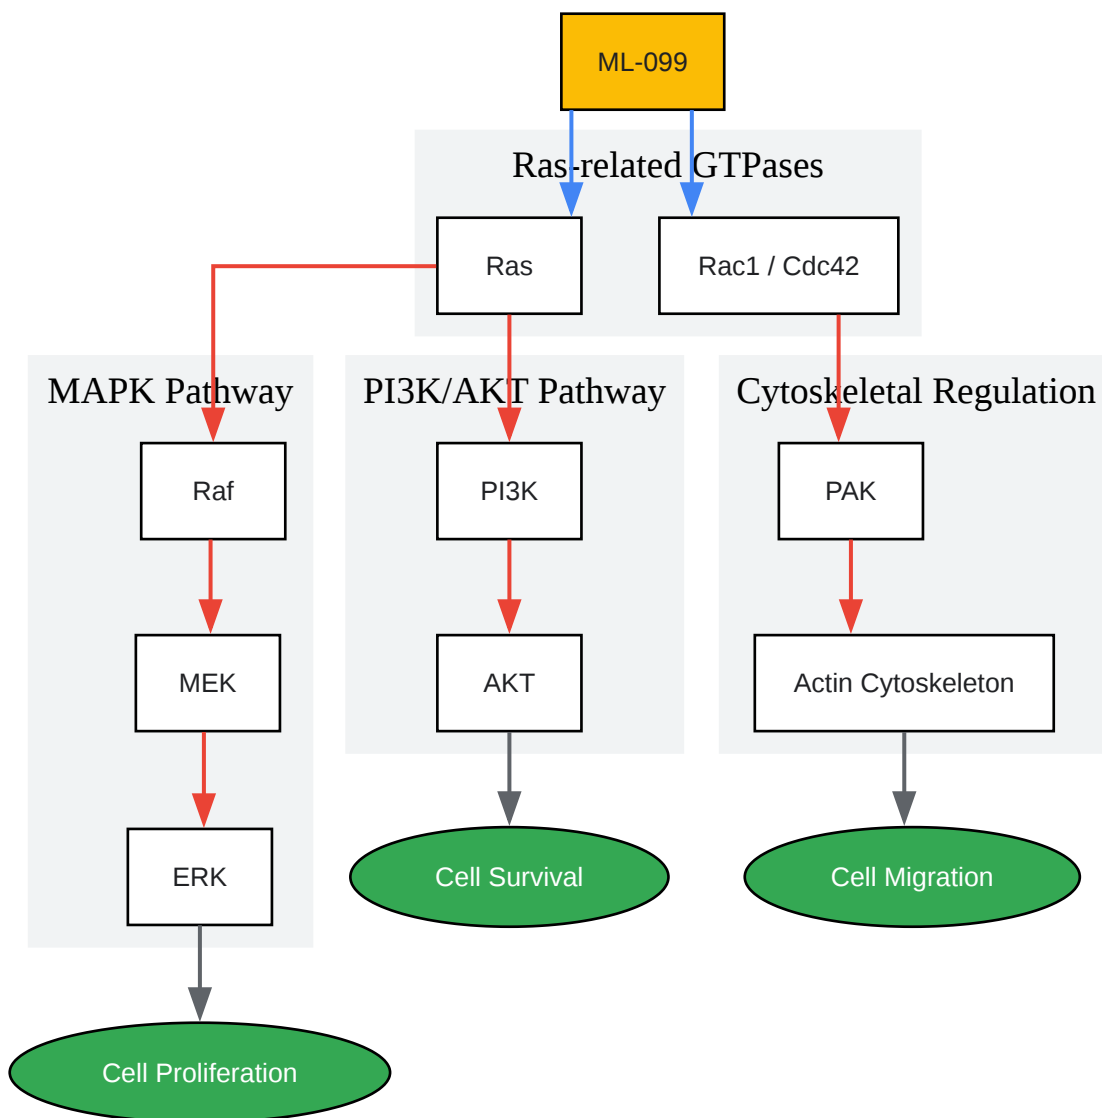 ML-099
Ras-related GTPases
Ras
Rac1 / Cdc42
MAPK Pathway
PI3K/AKT Pathway
Cytoskeletal Regulation
Raf
PI3K
PAK
MEK
AKT
Actin Cytoskeleton
ERK
Cell Survival
Cell Migration
Cell Proliferation